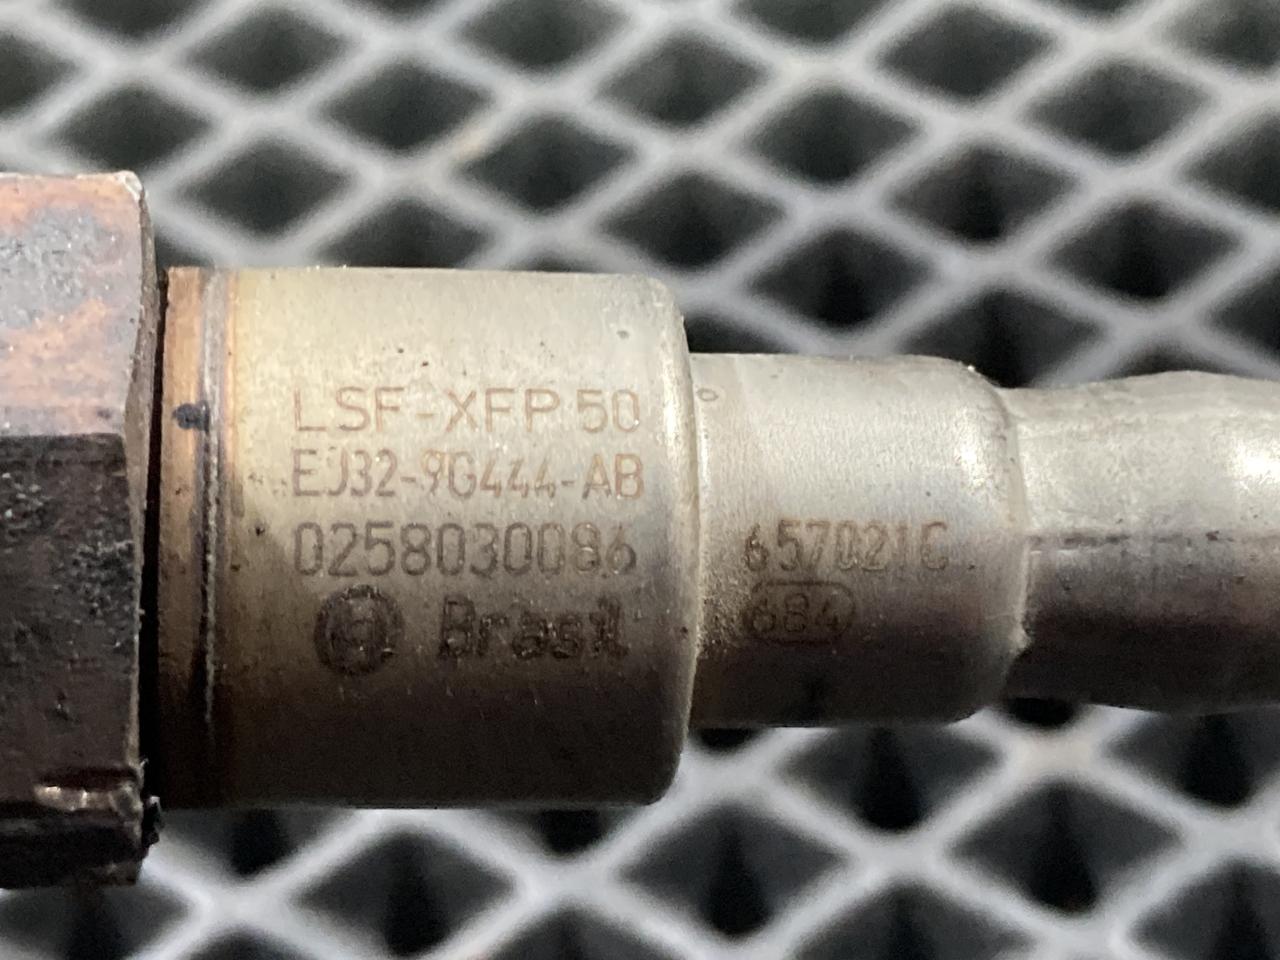 LSF-XFP 50
EJ32-9G444-AB
0258030086
Brasil
657021C
684